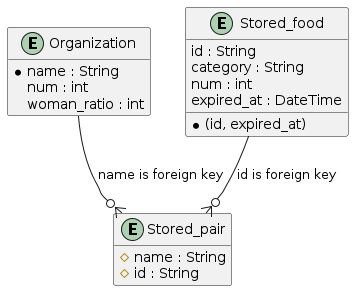 E Organization
name : String
num : int
woman_ratio : int
E Stored_food
id : String
category : String
num : int
expired_at : DateTime
(id, expired_at)
name is foreign key
id is foreign key
E Stored_pair
name : String
id : String